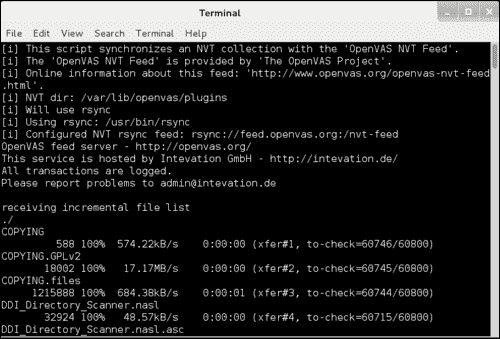 Terminal
File Edit View Search Terminal Help
[i] This script synchronizes an NVT collection with the 'OpenVAS NVT Feed'.
[i] The 'OpenVAS NVT Feed' is provided by 'The OpenVAS Project'.
[i] Online information about this feed: 'http://www.openvas.org/openvas-nvt-feed
.html'.
[i] NVT dir: /var/lib/openvas/plugins
[i] Will use rsync
[i] Using rsync: /usr/bin/rsync
[i] Configured NVT rsync feed: rsync://feed.openvas.org:/nvt-feed
OpenVAS feed server - http://openvas.org/
This service is hosted by Intevation GmbH - http://intevation.de/
All transactions are logged.
Please report problems to admin@intevation.de
receiving incremental file list
./
COPYING
588 100% 574.22kB/s 0:00:00 (xfer#1, to-check=60746/60800)
COPYING.GPLv2
18002 100% 17.17MB/s 0:00:00 (xfer#2, to-check=60745/60800)
COPYING.files
1215888 100% 684.38kB/s 0:00:01 (xfer#3, to-check=60744/60800)
DDI_Directory_Scanner.nasl
32924 100% 48.57kB/s 0:00:00 (xfer#4, to-check=60715/60800)
DDI_Directory_Scanner.nasl.asc